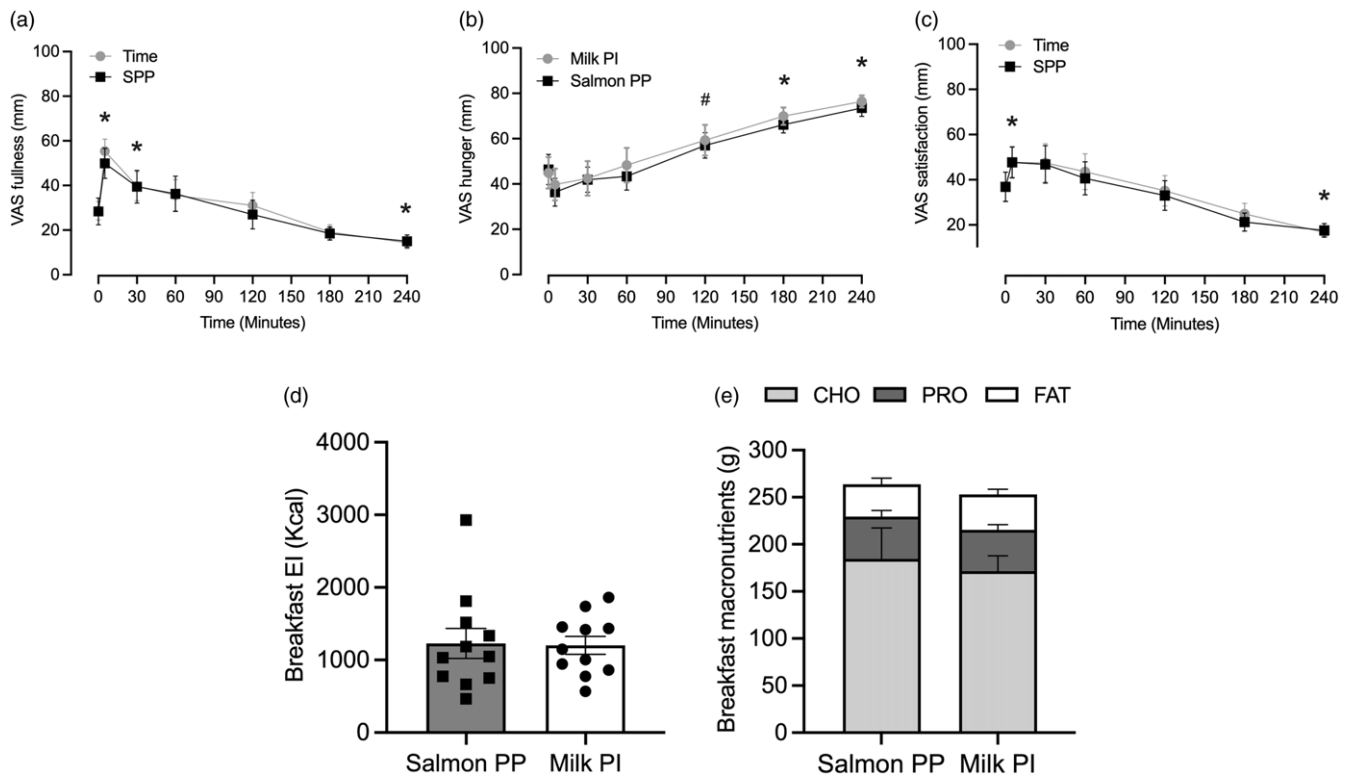 (a)
Time
SPP
VAS fullness (mm)
100
80
60
40
20
0
*
*
*
0 30 60 90 120 150 180 210 240
Time (Minutes)
(b)
Milk PI
Salmon PP
VAS hunger (mm)
100
80
60
40
20
0
#
*
*
0 30 60 90 120 150 180 210 240
Time (Minutes)
(c)
Time
SPP
VAS satisfaction (mm)
100
80
60
40
20
*
*
0 30 60 90 120 150 180 210 240
Time (Minutes)
(d)
Breakfast EI (Kcal)
4000
3000
2000
1000
0
Salmon PP Milk PI
(e)
CHO PRO FAT
Breakfast macronutrients (g)
300
250
200
150
100
50
0
Salmon PP Milk PI